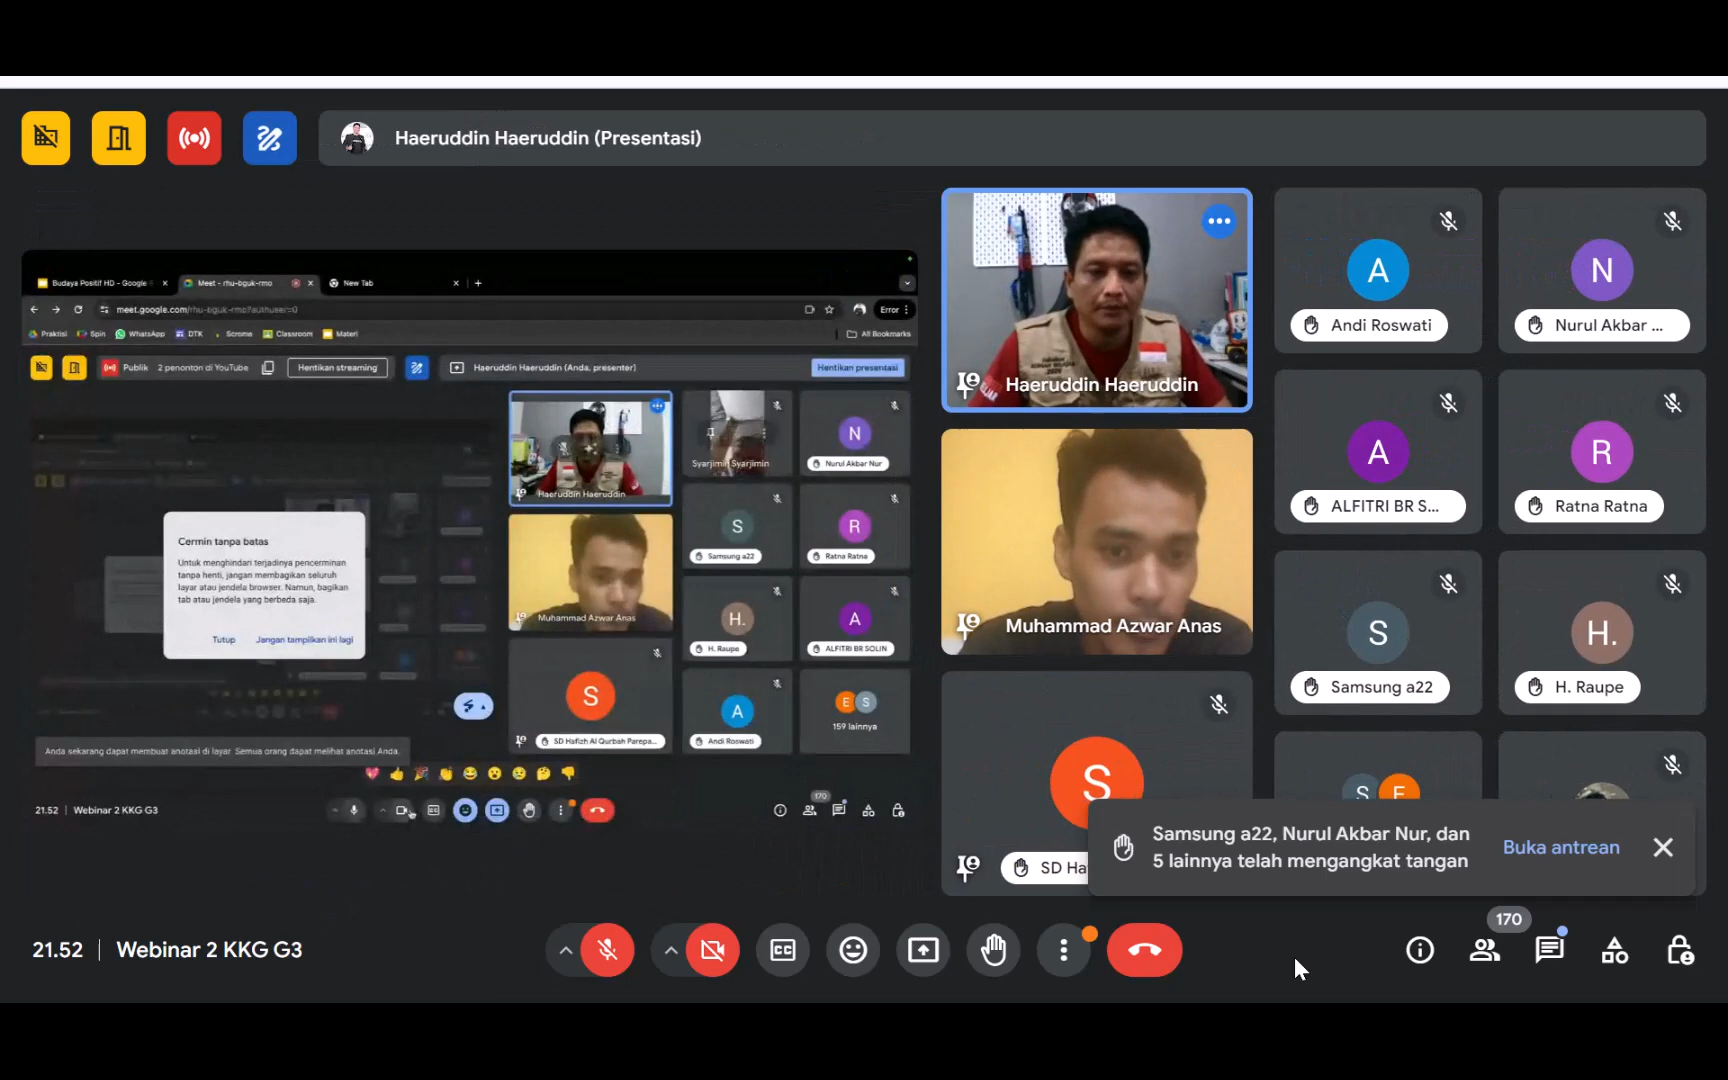 Haeruddin Haeruddin (Presentasi)
Budaya Positif HD - Google
Meet - rhu-bguk-rmo
New Tab
meet.google.com/rhu-bguk-rmo?authuser=0
Error
Praktisi
Spin
WhatsApp
DTK
Scrome
Classroom
Materi
All Bookmarks
Publik
2 penonton di YouTube
Hentikan streaming
Haeruddin Haeruddin (Anda, presenter)
Hentikan presentasi
Cermin tanpa batas
Untuk menghindari terjadinya pencerminan
tanpa henti, jangan membagikan seluruh
layar atau jendela browser. Namun, bagikan
tab atau jendela yang berbeda saja.
Tutup
Jangan tampilkan ini lagi
Anda sekarang dapat membuat anotasi di layar. Semua orang dapat melihat anotasi Anda.
Haeruddin Haeruddin
Syarjimin Syarjimin
N
Nurul Akbar Nur
Muhammad Azwar Anas
S
Samsung a22
R
Ratna Ratna
H.
H. Raupe
A
ALFITRI BR SOLIN
S
SD Hafizh Al Qurbah Parepa...
A
Andi Roswati
E S
159 lainnya
21.52 | Webinar 2 KKG G3
170
Haeruddin Haeruddin
A
Andi Roswati
N
Nurul Akbar ...
Muhammad Azwar Anas
A
ALFITRI BR S...
R
Ratna Ratna
S
Samsung a22
H.
H. Raupe
S
SD Ha
S E
Samsung a22, Nurul Akbar Nur, dan
5 lainnya telah mengangkat tangan
Buka antrean
21.52 | Webinar 2 KKG G3
CC
170